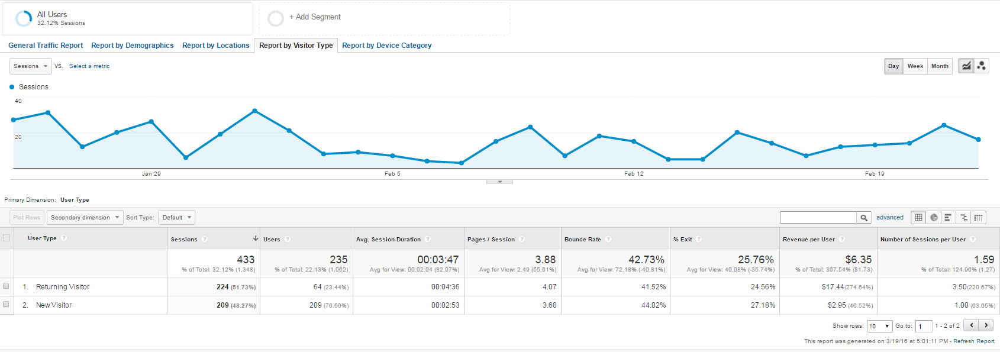 All Users
32.12% Sessions
+ Add Segment
General Traffic Report Report by Demographics Report by Locations Report by Visitor Type Report by Device Category
Sessions VS. Select a metric Day Week Month
Sessions
40
20
Jan 29 Feb 5 Feb 12 Feb 19
Primary Dimension: User Type
Plot Rows Secondary dimension Sort Type: Default advanced
User Type ? Sessions ? Users ? Avg. Session Duration ? Pages / Session ? Bounce Rate ? % Exit ? Revenue per User ? Number of Sessions per User ?
433 235 00:03:47 3.88 42.73% 25.76% $6.35 1.59
% of Total: 32.12% (1,348) % of Total: 22.13% (1,062) Avg for View: 00:02:04 (82.07%) Avg for View: 2.49 (55.61%) Avg for View: 72.18% (-40.81%) Avg for View: 40.08% (-35.74%) % of Total: 367.54% ($1.73) % of Total: 124.96% (1.27)
1. Returning Visitor 224 (51.73%) 64 (23.44%) 00:04:36 4.07 41.52% 24.56% $17.44(274.64%) 3.50(220.67%)
2. New Visitor 209 (48.27%) 209 (76.56%) 00:02:53 3.68 44.02% 27.18% $2.95 (46.52%) 1.00 (63.05%)
Show rows: 10 Go to: 1 1 - 2 of 2
This report was generated on 3/19/16 at 5:01:11 PM - Refresh Report